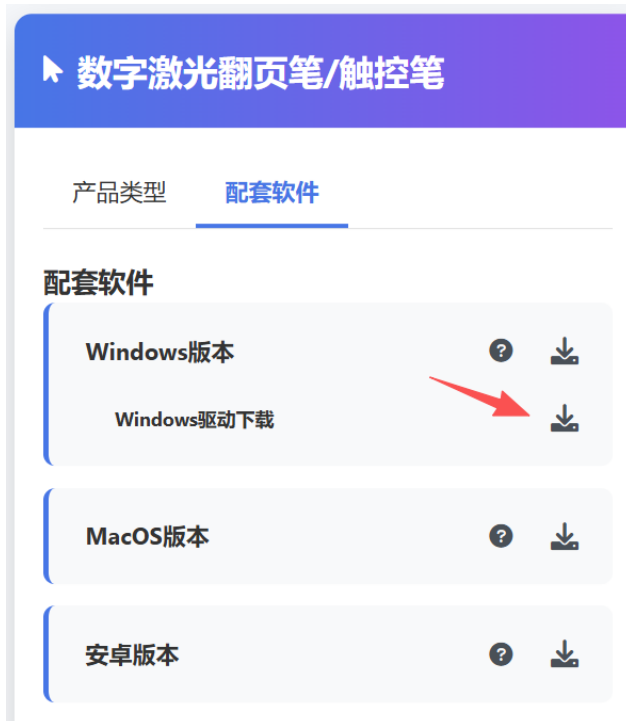 数字激光翻页笔/触控笔
产品类型 配套软件
配套软件
Windows版本
Windows驱动下载
MacOS版本
安卓版本